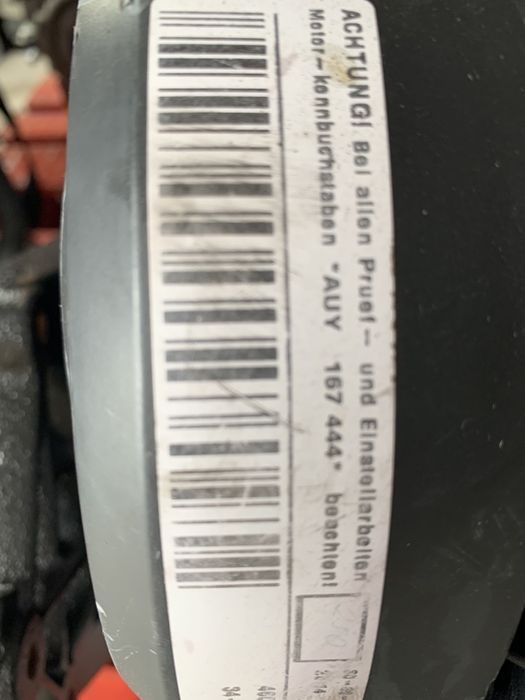 ACHTUNG! Bei allen Pruef- und Einstellarbeiten
Motor-kennbuchstaben *AUY 167 444* beachten!